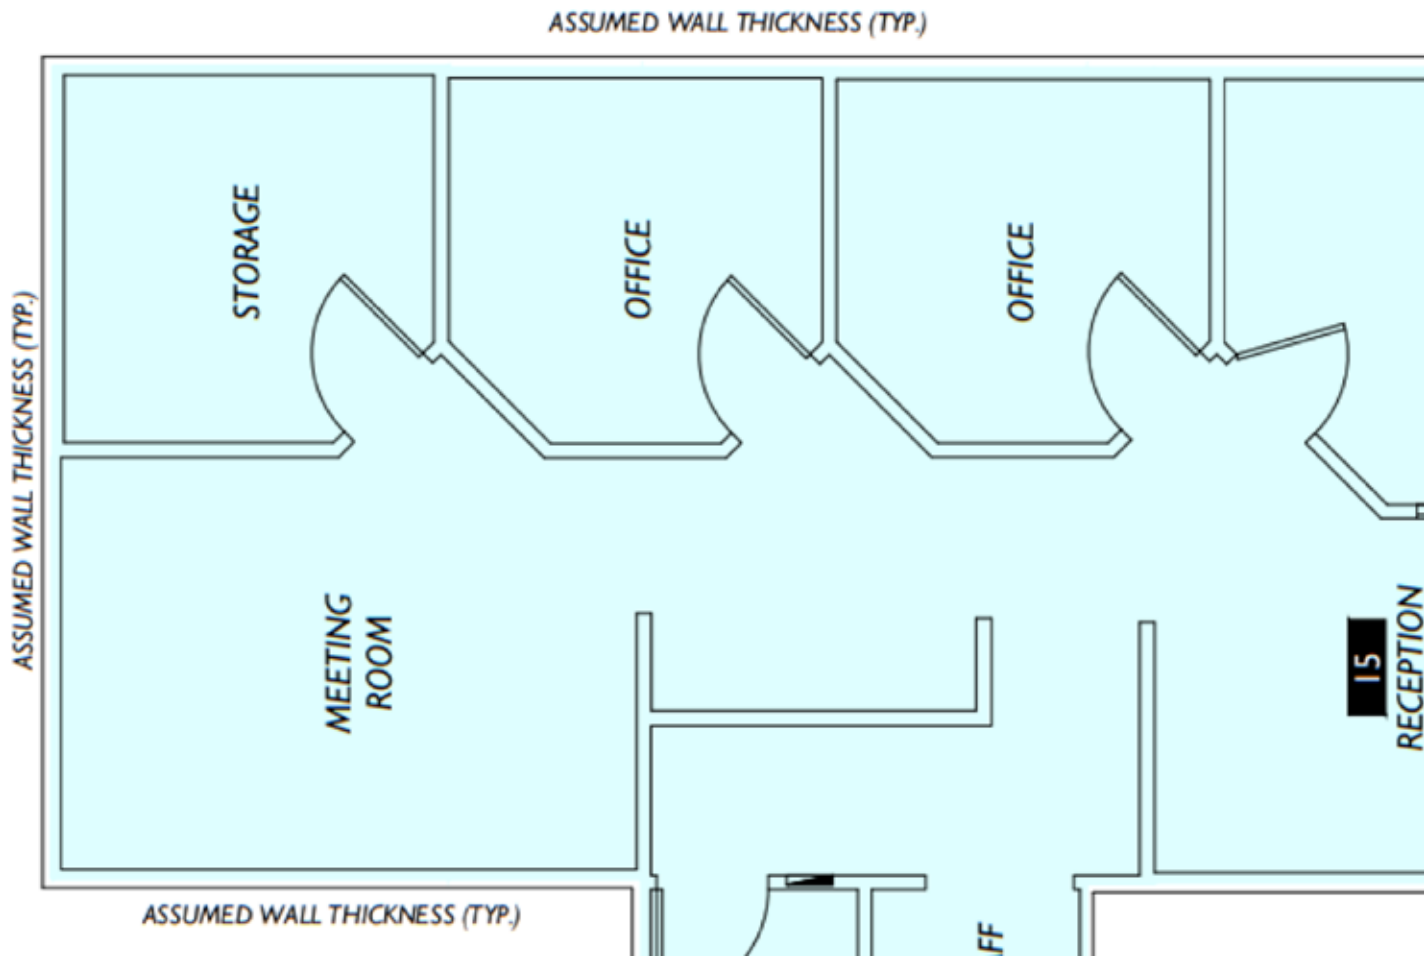 ASSUMED WALL THICKNESS (TYP.)
STORAGE
OFFICE
OFFICE
ASSUMED WALL THICKNESS (TYP.)
MEETING
ROOM
15
RECEPTION
ASSUMED WALL THICKNESS (TYP.)
FF